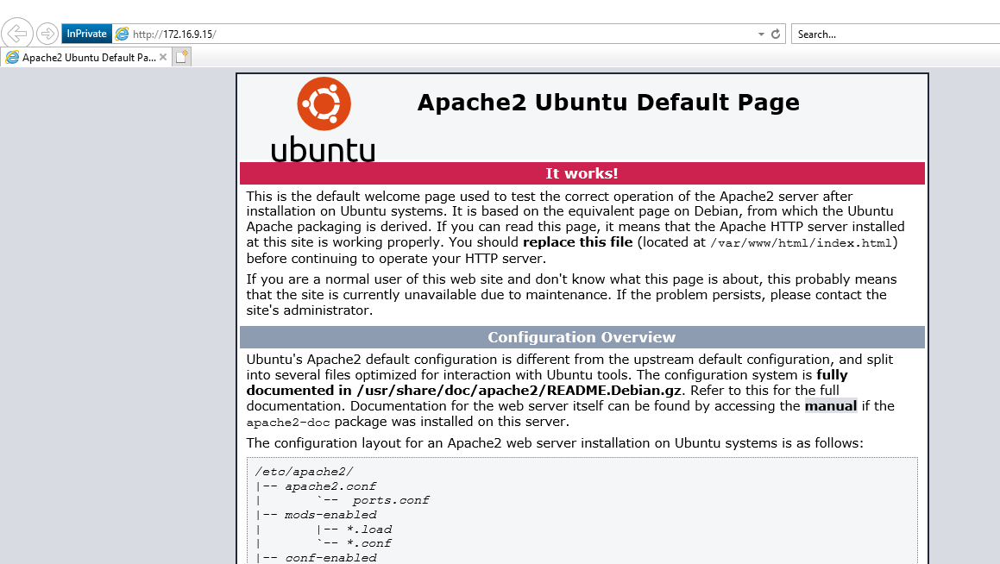 InPrivate http://172.16.9.15/ Search...
Apache2 Ubuntu Default Pa...
Apache2 Ubuntu Default Page
ubuntu
It works!
This is the default welcome page used to test the correct operation of the Apache2 server after
installation on Ubuntu systems. It is based on the equivalent page on Debian, from which the Ubuntu
Apache packaging is derived. If you can read this page, it means that the Apache HTTP server installed
at this site is working properly. You should replace this file (located at /var/www/html/index.html)
before continuing to operate your HTTP server.
If you are a normal user of this web site and don't know what this page is about, this probably means
that the site is currently unavailable due to maintenance. If the problem persists, please contact the
site's administrator.
Configuration Overview
Ubuntu's Apache2 default configuration is different from the upstream default configuration, and split
into several files optimized for interaction with Ubuntu tools. The configuration system is fully
documented in /usr/share/doc/apache2/README.Debian.gz. Refer to this for the full
documentation. Documentation for the web server itself can be found by accessing the manual if the
apache2-doc package was installed on this server.
The configuration layout for an Apache2 web server installation on Ubuntu systems is as follows:
/etc/apache2/
|-- apache2.conf
|       `--  ports.conf
|-- mods-enabled
|       |-- *.load
|       `-- *.conf
|-- conf-enabled